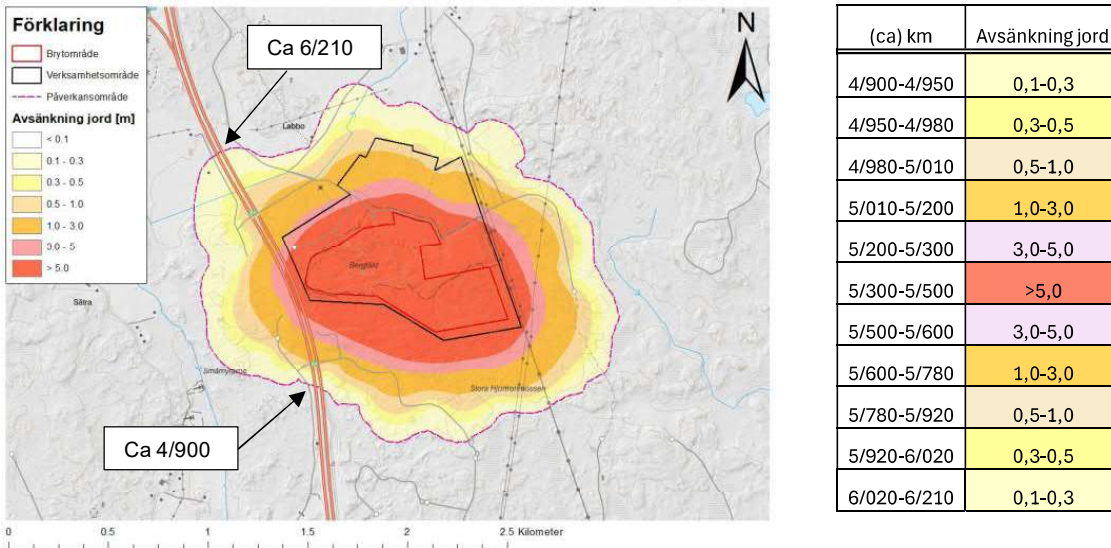 Förklaring
Brytområde
Verksamhetsområde
Påverkansområde
Avsänkning jord [m]
< 0.1
0.1 - 0.3
0.3 - 0.5
0.5 - 1.0
1.0 - 3.0
3.0 - 5
> 5.0
Ca 6/210
N
Labbo
Bergtäkt
Sätra
Ca 4/900
0 0.5 1 1.5 2 2.5 Kilometer
(ca) km Avsänkning jord
4/900-4/950 0,1-0,3
4/950-4/980 0,3-0,5
4/980-5/010 0,5-1,0
5/010-5/200 1,0-3,0
5/200-5/300 3,0-5,0
5/300-5/500 >5,0
5/500-5/600 3,0-5,0
5/600-5/780 1,0-3,0
5/780-5/920 0,5-1,0
5/920-6/020 0,3-0,5
6/020-6/210 0,1-0,3